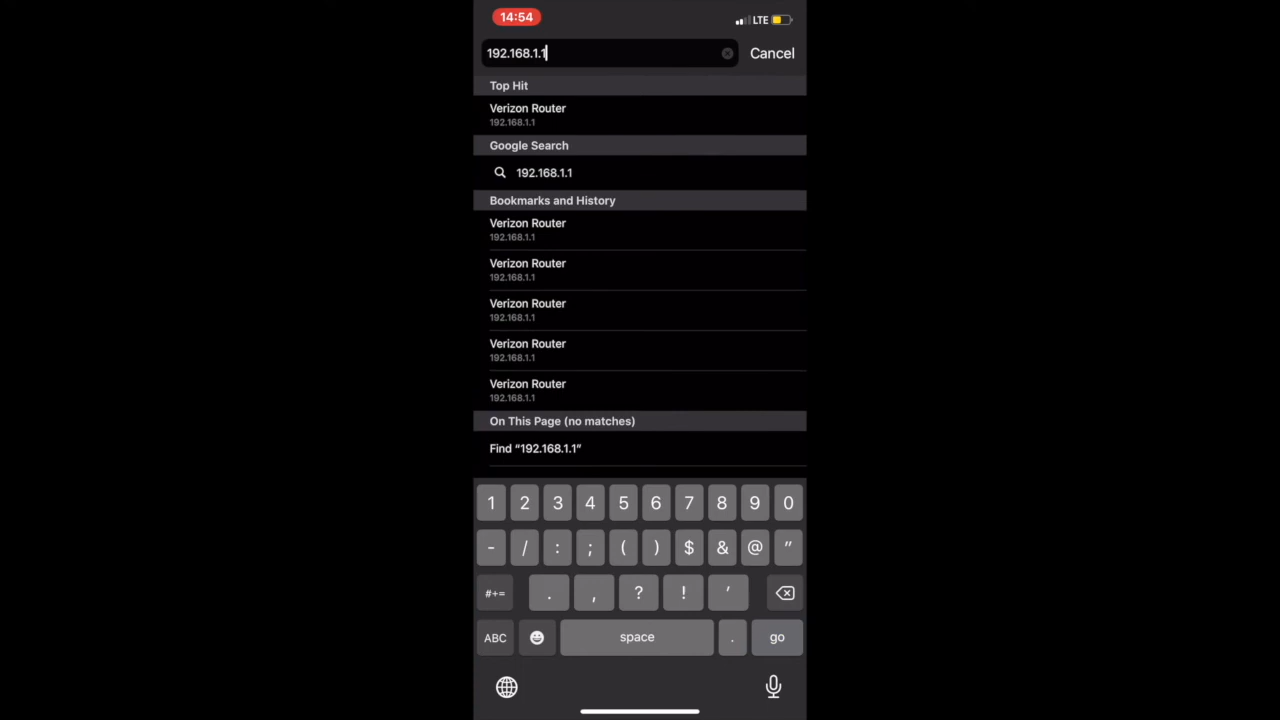 14:54
LTE
192.168.1.1
Cancel
Top Hit
Verizon Router
192.168.1.1
Google Search
192.168.1.1
Bookmarks and History
Verizon Router
192.168.1.1
Verizon Router
192.168.1.1
Verizon Router
192.168.1.1
Verizon Router
192.168.1.1
Verizon Router
192.168.1.1
On This Page (no matches)
Find “192.168.1.1”
1 2 3 4 5 6 7 8 9 0
- / : ; ( ) $ & @ "
#+= . , ? ! '
ABC space . go